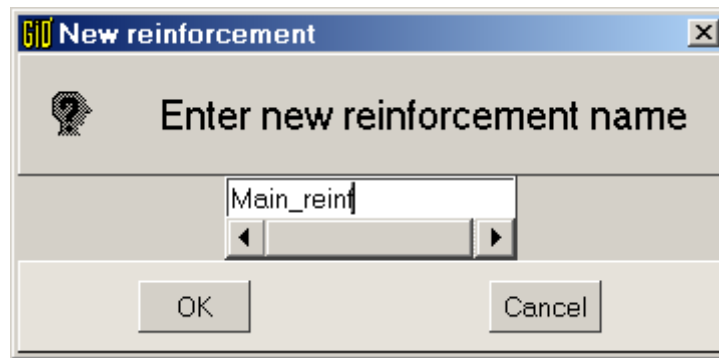 GiD New reinforcement
Enter new reinforcement name
Main_reinf
OK Cancel